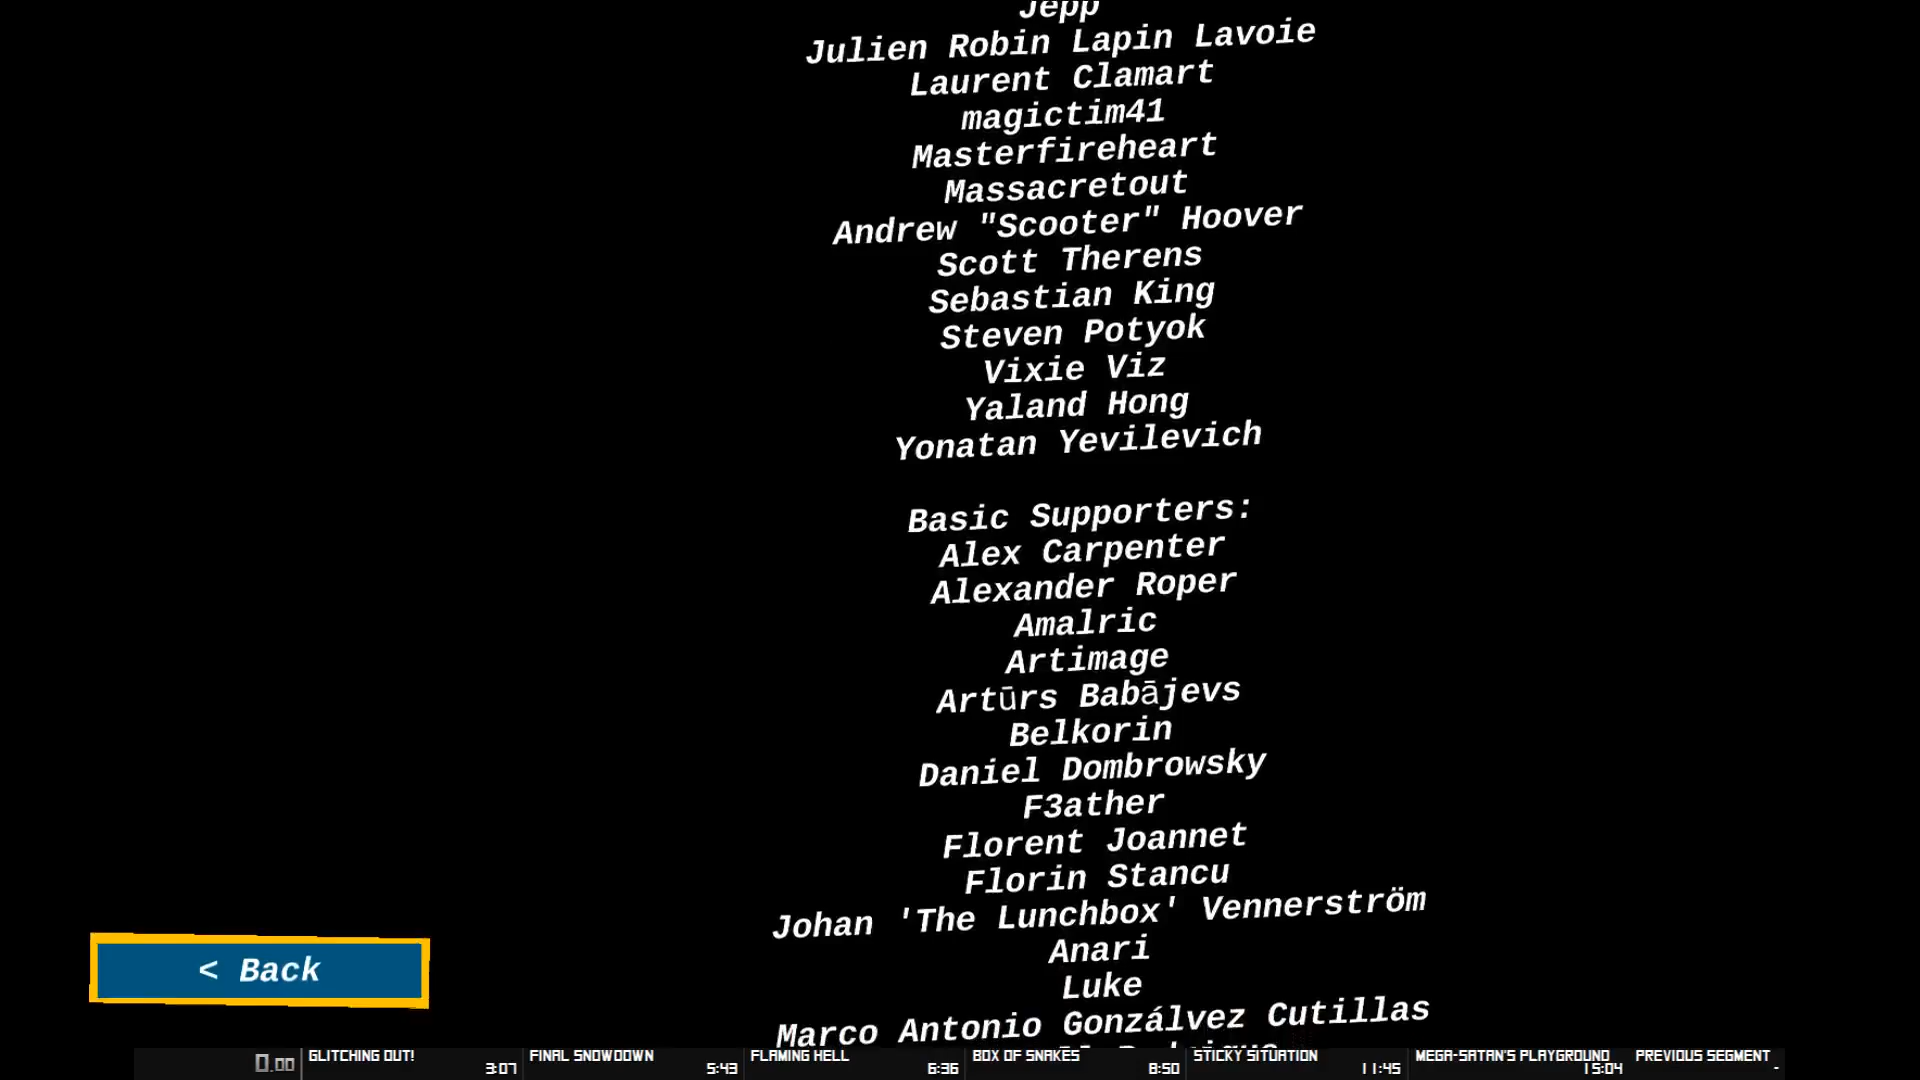 Jepp
Julien Robin Lapin Lavoie
Laurent Clamart
magictim41
Masterfireheart
Massacretout
Andrew "Scooter" Hoover
Scott Therens
Sebastian King
Steven Potyok
Vixie Viz
Yaland Hong
Yonatan Yevilevich
Basic Supporters:
Alex Carpenter
Alexander Roper
Amalric
Artimage
Artūrs Babājevs
Belkorin
Daniel Dombrowsky
F3ather
Florent Joannet
Florin Stancu
Johan 'The Lunchbox' Vennerström
Anari
Luke
Marco Antonio Gonzálvez Cutillas
< Back
0.00
GLITCHING OUT! 3:07
FINAL SNOWDOWN 5:43
FLAMING HELL 6:36
BOX OF SNAKES 8:50
STICKY SITUATION 11:45
MEGA-SATAN'S PLAYGROUND 15:04
PREVIOUS SEGMENT -